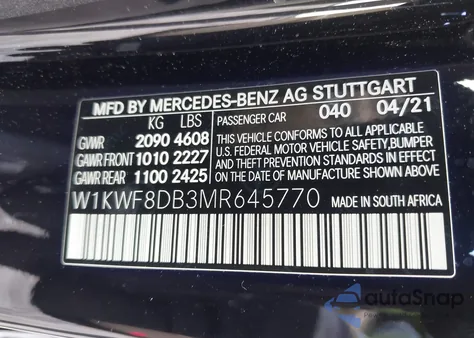 MFD BY MERCEDES-BENZ AG STUTTGART
KG LBS PASSENGER CAR 040 04/21
GVWR 2090 4608
GAWR FRONT 1010 2227
GAWR REAR 1100 2425
THIS VEHICLE CONFORMS TO ALL APPLICABLE
U.S. FEDERAL MOTOR VEHICLE SAFETY,BUMPER
AND THEFT PREVENTION STANDARDS IN EFFECT
ON THE DATE OF MANUFACTURE SHOWN ABOVE.
W1KWF8DB3MR645770 MADE IN SOUTH AFRICA
autoSnap